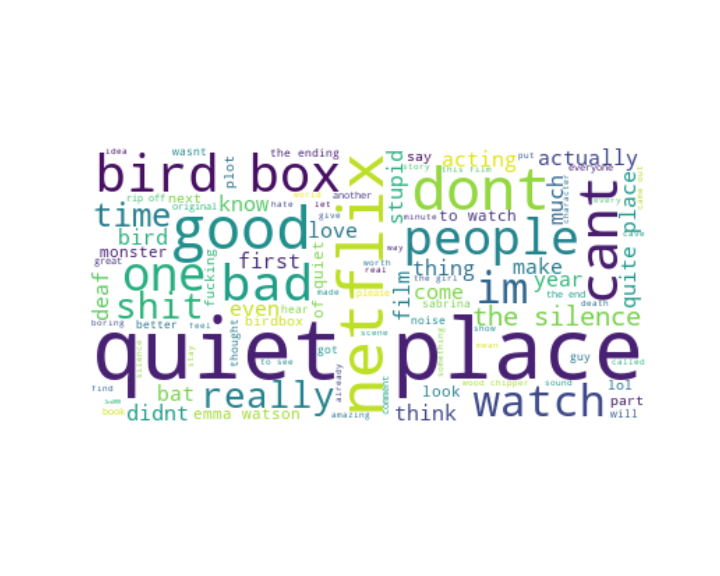 idea
wasnt
the ending
say
acting
put
actually
everyone
bird box
plot
netflix
stupid
story
this film
dont
much
character
cant
came out
rip off
next
original
know
hate
world
let
another
time
good
give
love
to watch
every
quite place
bird
people
cave
monster
great
first
minute
may
deaf
one
fucking
bad
of quiet
worth
real
film
thing
the girl
make
im
year
the end
death
shit
even
hear
made
please
come
sabrina
the silence
birdbox
boring
better
feel
thought
noise
scene
show
something
quiet place
silence
stay
to see
got
mean
guy
called
already
comment
wood chipper
sound
lol
find
bat
really
look
watch
part
book
didnt
emma watson
amazing
think
will